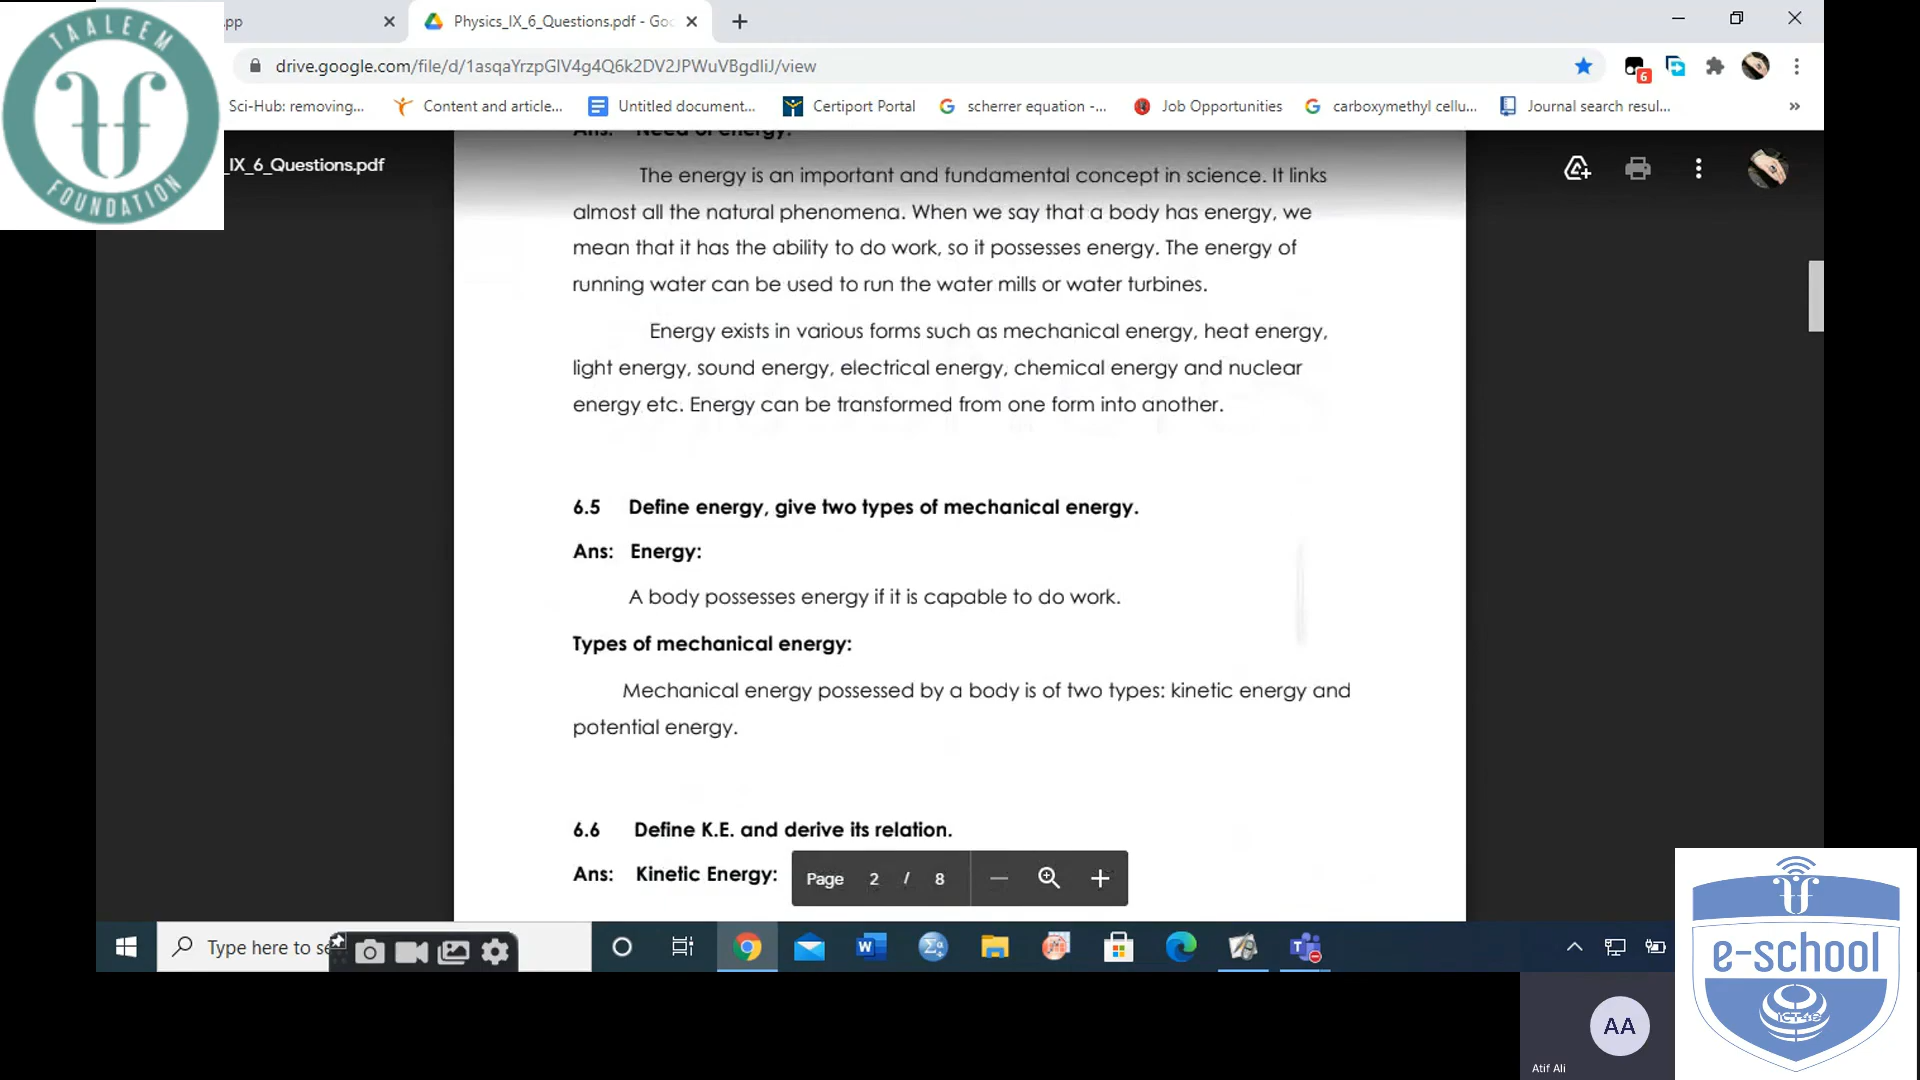 TAALEEM
FOUNDATION
pp
Physics_IX_6_Questions.pdf - Goo
drive.google.com/file/d/1asqaYrzpGlV4g4Q6k2DV2JPWuVBgdliJ/view
6
Sci-Hub: removing...
Content and article...
Untitled document...
Certiport Portal
scherrer equation -...
Job Opportunities
carboxymethyl cellu...
Journal search resul...
»
_IX_6_Questions.pdf
Ans: Need of energy:
The energy is an important and fundamental concept in science. It links
almost all the natural phenomena. When we say that a body has energy, we
mean that it has the ability to do work, so it possesses energy. The energy of
running water can be used to run the water mills or water turbines.
Energy exists in various forms such as mechanical energy, heat energy,
light energy, sound energy, electrical energy, chemical energy and nuclear
energy etc. Energy can be transformed from one form into another.
6.5 Define energy, give two types of mechanical energy.
Ans: Energy:
A body possesses energy if it is capable to do work.
Types of mechanical energy:
Mechanical energy possessed by a body is of two types: kinetic energy and
potential energy.
6.6 Define K.E. and derive its relation.
Ans: Kinetic Energy:
Page 2 / 8
Type here to se
e-school
AA
Atif Ali